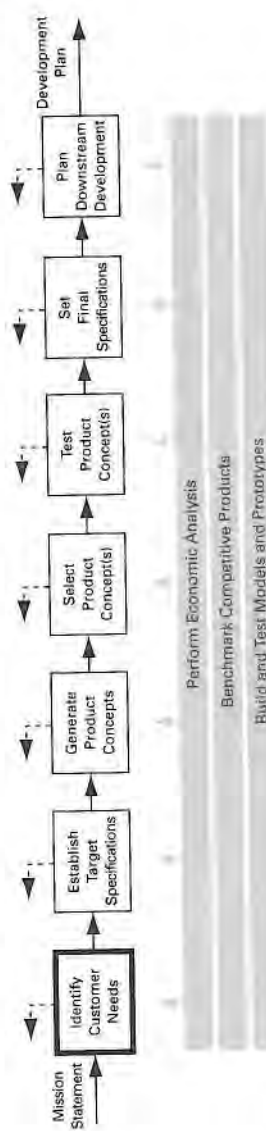 Mission
Statement
Identify
Customer
Needs
Establish
Target
Specifications
Generate
Product
Concepts
Select
Product
Concept(s)
Test
Product
Concept(s)
Set
Final
Specifications
Plan
Downstream
Development
Development
Plan
Perform Economic Analysis
Benchmark Competitive Products
Build and Test Models and Prototypes